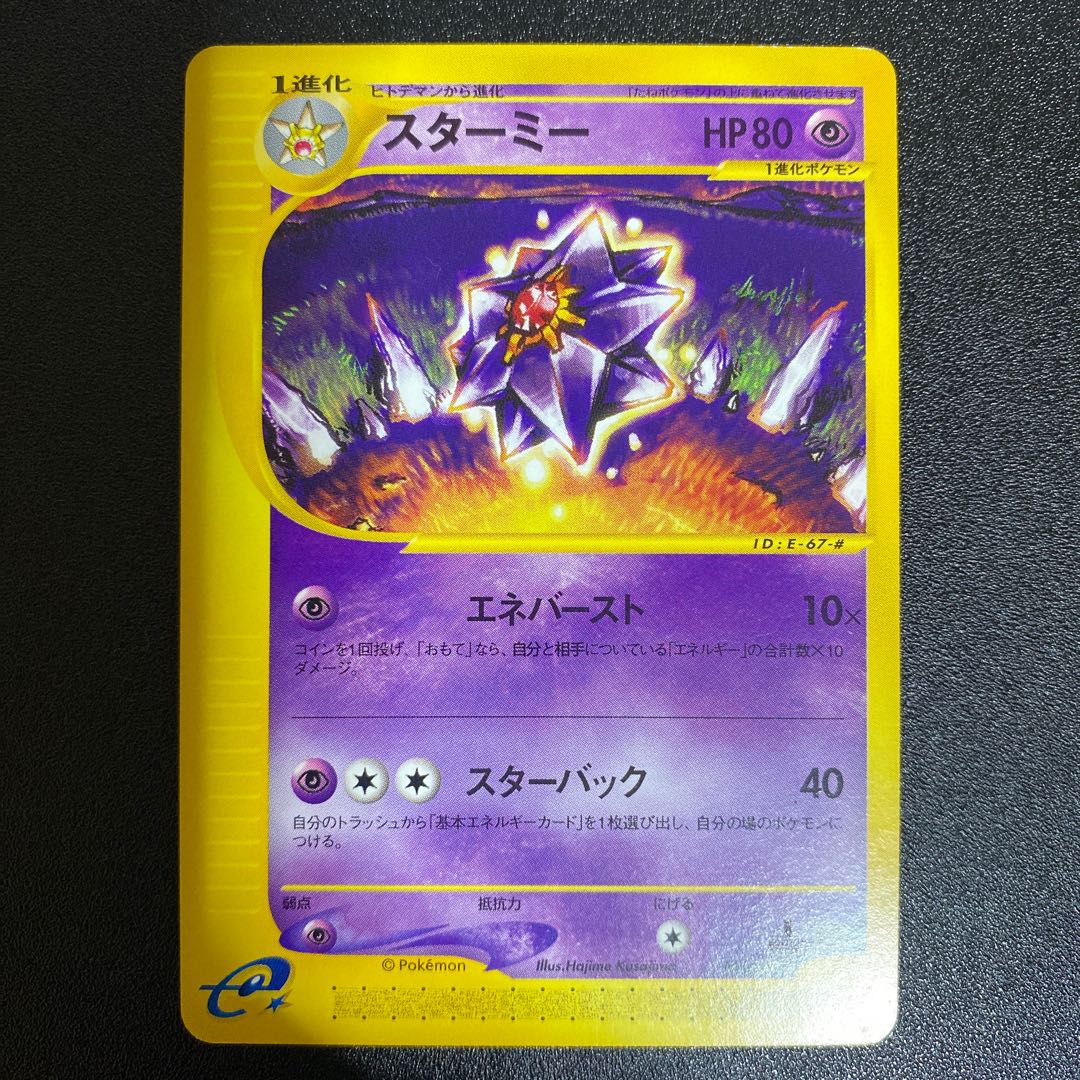 1進化
ヒトデマンから進化
「たねポケモン」の上に重ねて進化させます
スターミー
HP80
1進化ポケモン
ID:E-67-#
エネバースト
10×
コインを1回投げ、「おもて」なら、自分と相手についている「エネルギー」の合計数×10
ダメージ。
スターバック
40
自分のトラッシュから「基本エネルギーカード」を1枚選び出し、自分の場のポケモンに
つける。
弱点
抵抗力
にげる
© Pokémon
Illus.Hajime Kusajima
e